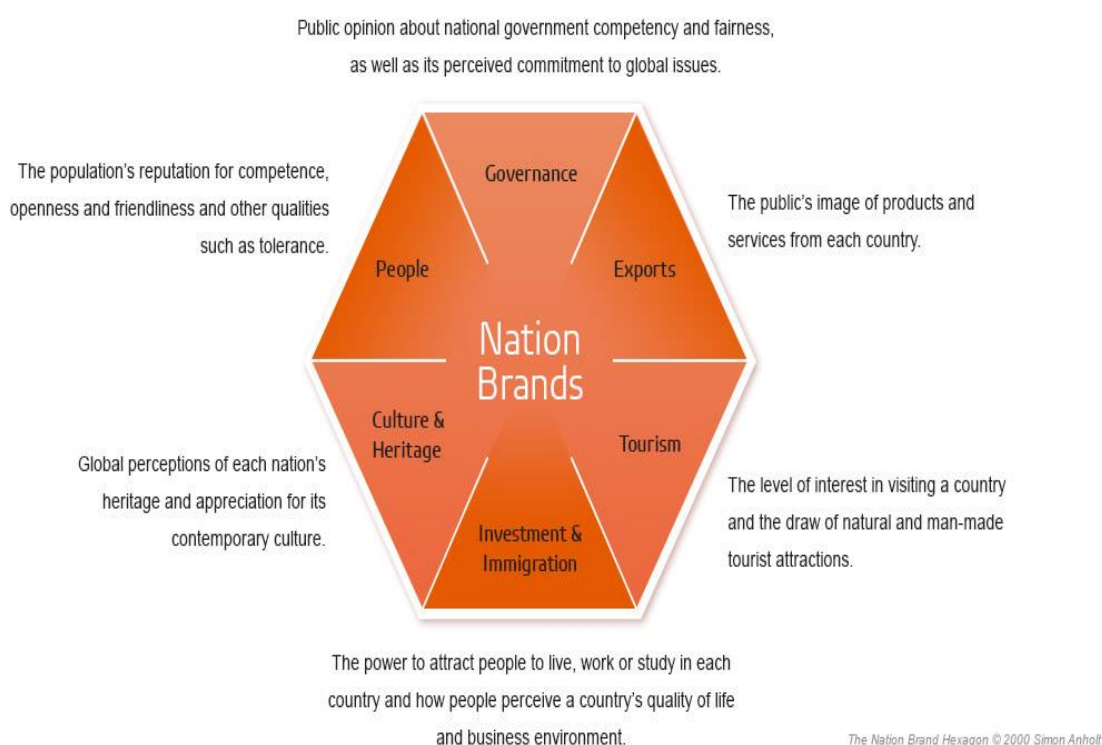 Public opinion about national government competency and fairness,
as well as its perceived commitment to global issues.
Governance
The population's reputation for competence,
openness and friendliness and other qualities
such as tolerance.
People
Exports
The public's image of products and
services from each country.
Nation
Brands
Culture &
Heritage
Tourism
Global perceptions of each nation's
heritage and appreciation for its
contemporary culture.
The level of interest in visiting a country
and the draw of natural and man-made
tourist attractions.
Investment &
Immigration
The power to attract people to live, work or study in each
country and how people perceive a country's quality of life
and business environment.
The Nation Brand Hexagon © 2000 Simon Anholt